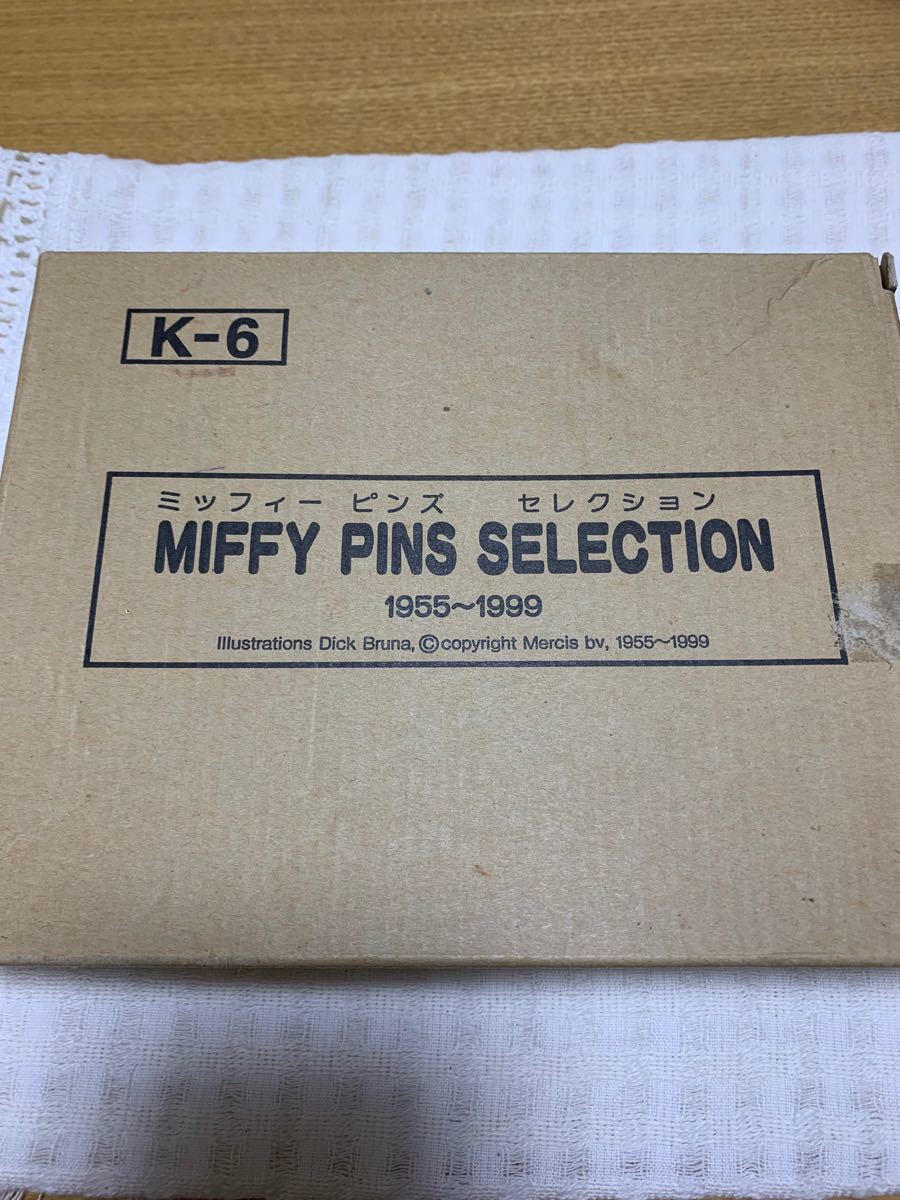 K-6
ミッフィー ピンズ セレクション
MIFFY PINS SELECTION
1955〜1999
Illustrations Dick Bruna, ©copyright Mercis bv, 1955〜1999